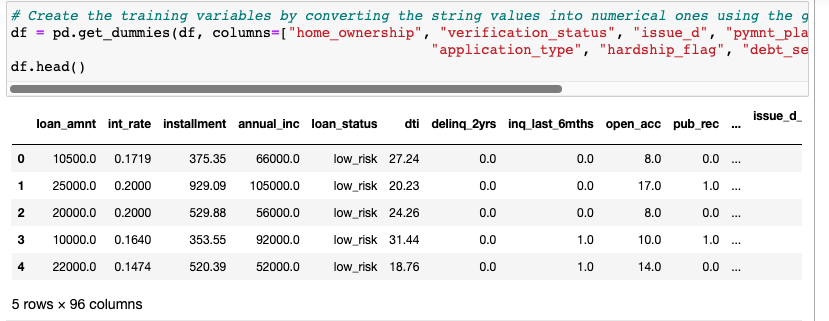 # Create the training variables by converting the string values into numerical ones using the
df = pd.get_dummies(df, columns=["home_ownership", "verification_status", "issue_d", "pymnt_pla
"application_type", "hardship_flag", "debt_se
df.head()
loan_amnt int_rate installment annual_inc loan_status dti delinq_2yrs inq_last_6mths open_acc pub_rec ... issue_d_
0 10500.0 0.1719 375.35 66000.0 low_risk 27.24 0.0 0.0 8.0 0.0 ...
1 25000.0 0.2000 929.09 105000.0 low_risk 20.23 0.0 0.0 17.0 1.0 ...
2 20000.0 0.2000 529.88 56000.0 low_risk 24.26 0.0 0.0 8.0 0.0 ...
3 10000.0 0.1640 353.55 92000.0 low_risk 31.44 0.0 1.0 10.0 1.0 ...
4 22000.0 0.1474 520.39 52000.0 low_risk 18.76 0.0 1.0 14.0 0.0 ...
5 rows × 96 columns